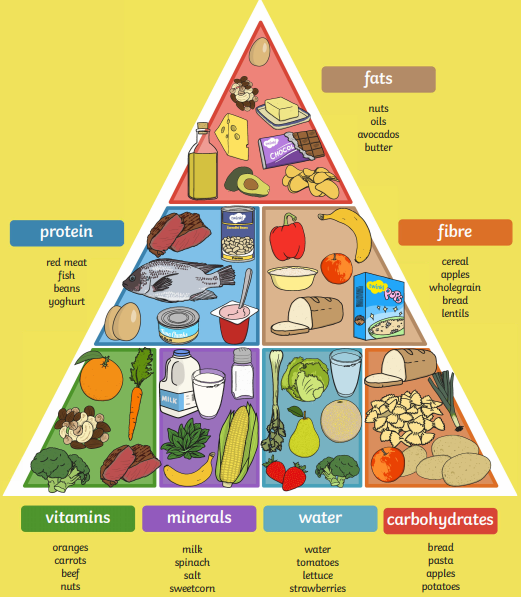 fats
nuts
oils
avocados
butter
CHOCOL
protein
red meat
fish
beans
yoghurt
fibre
cereal
apples
wholegrain
bread
lentils
twinkl
MILK
vitamins
oranges
carrots
beef
nuts
minerals
milk
spinach
salt
sweetcorn
water
water
tomatoes
lettuce
strawberries
carbohydrates
bread
pasta
apples
potatoes